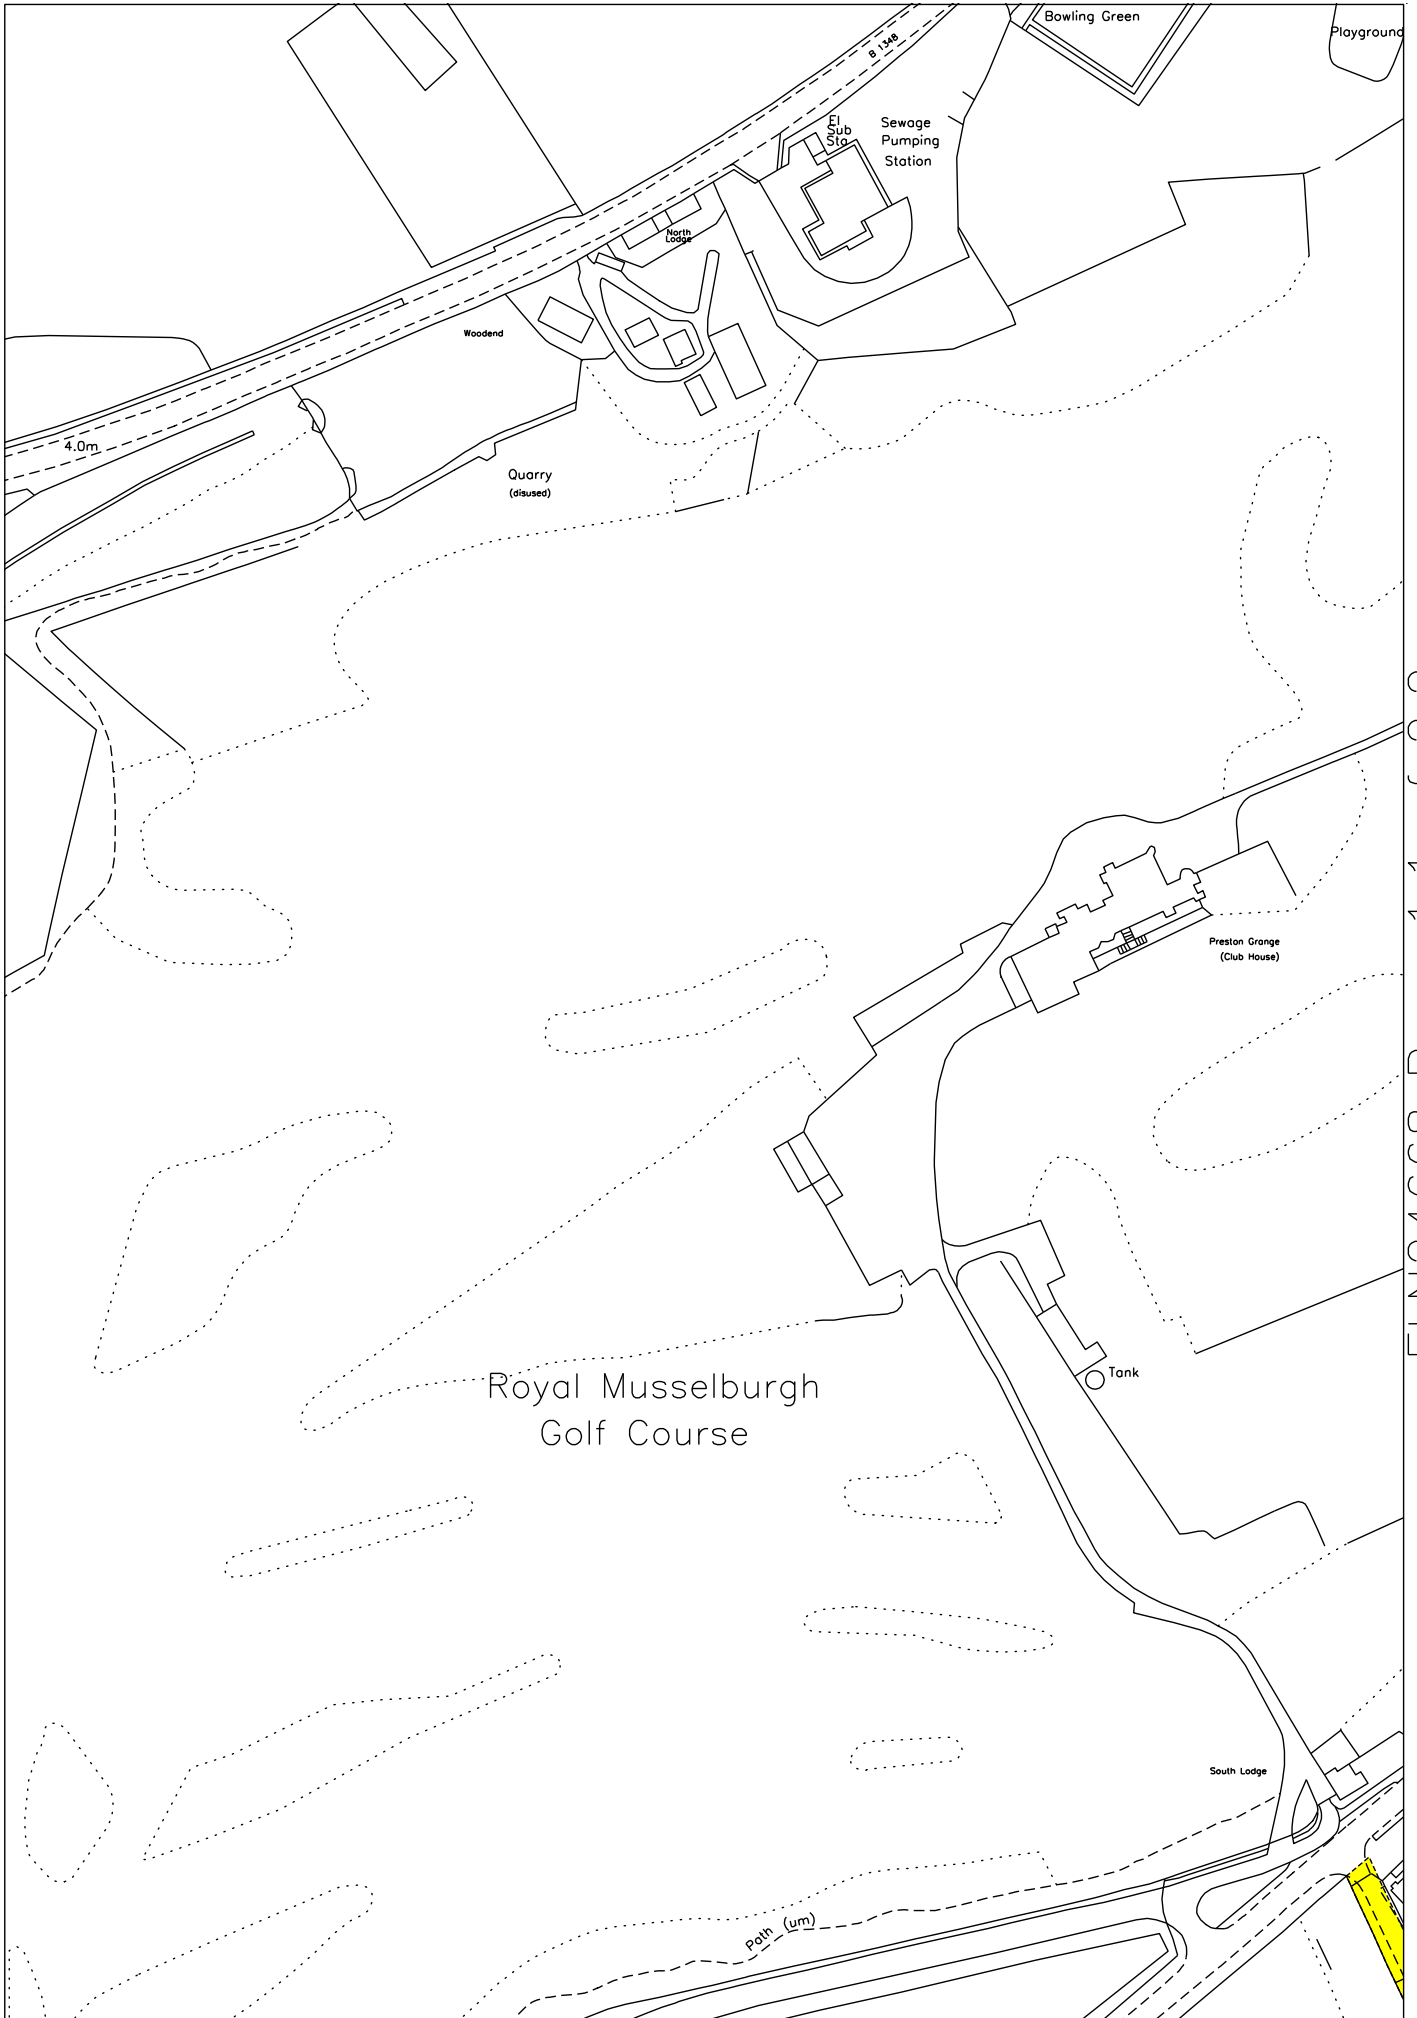 Bowling Green
Playground
B 1348
El
Sub
Sta
Sewage
Pumping
Station
North
Lodge
Woodend
4.0m
Quarry
(disused)
Preston Grange
(Club House)
Tank
Royal Musselburgh
Golf Course
South Lodge
Path (um)